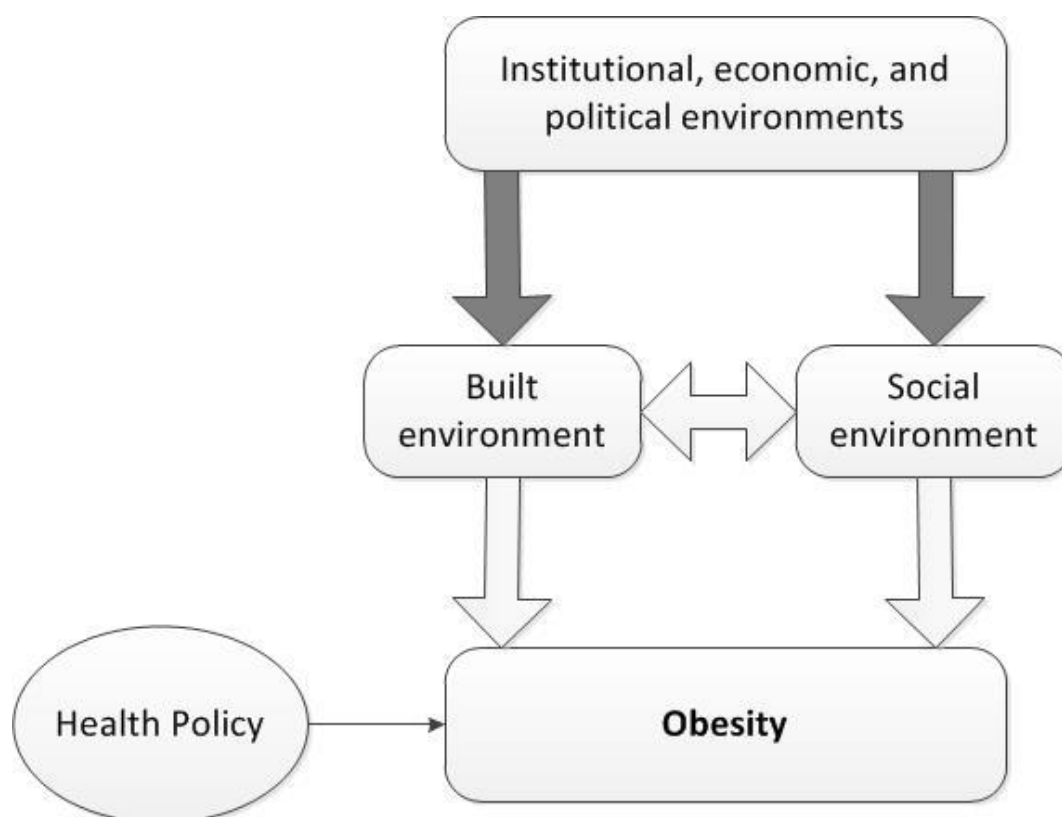 Institutional, economic, and
political environments
Built
environment
Social
environment
Health Policy
Obesity